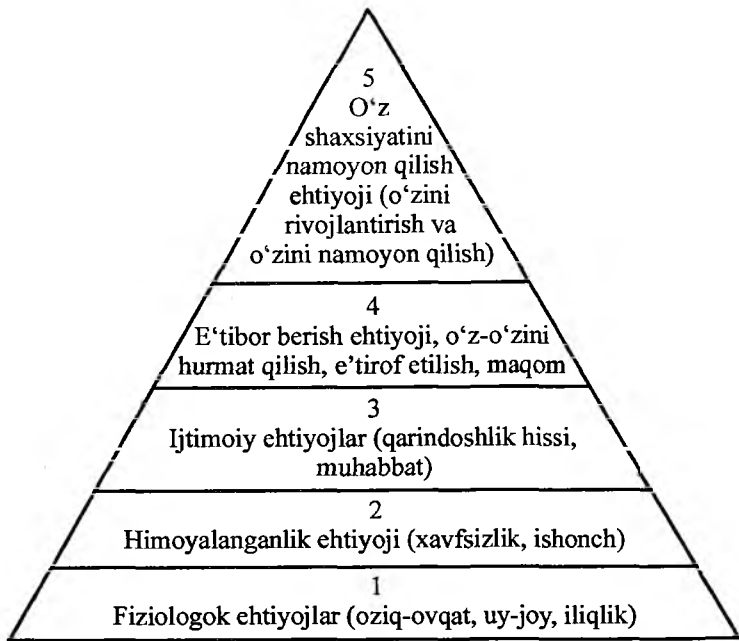 5
O‘z
shaxsiyatini
namoyon qilish
ehtiyoji (o‘zini
rivojlantirish va
o‘zini namoyon qilish)
4
E‘tibor berish ehtiyoji, o‘z-o‘zini
hurmat qilish, e’tirof etilish, maqom
3
Ijtimoiy ehtiyojlar (qarindoshlik hissi,
muhabbat)
2
Himoyalanganlik ehtiyoji (xavfsizlik, ishonch)
1
Fiziologok ehtiyojlar (oziq-ovqat, uy-joy, iliqlik)